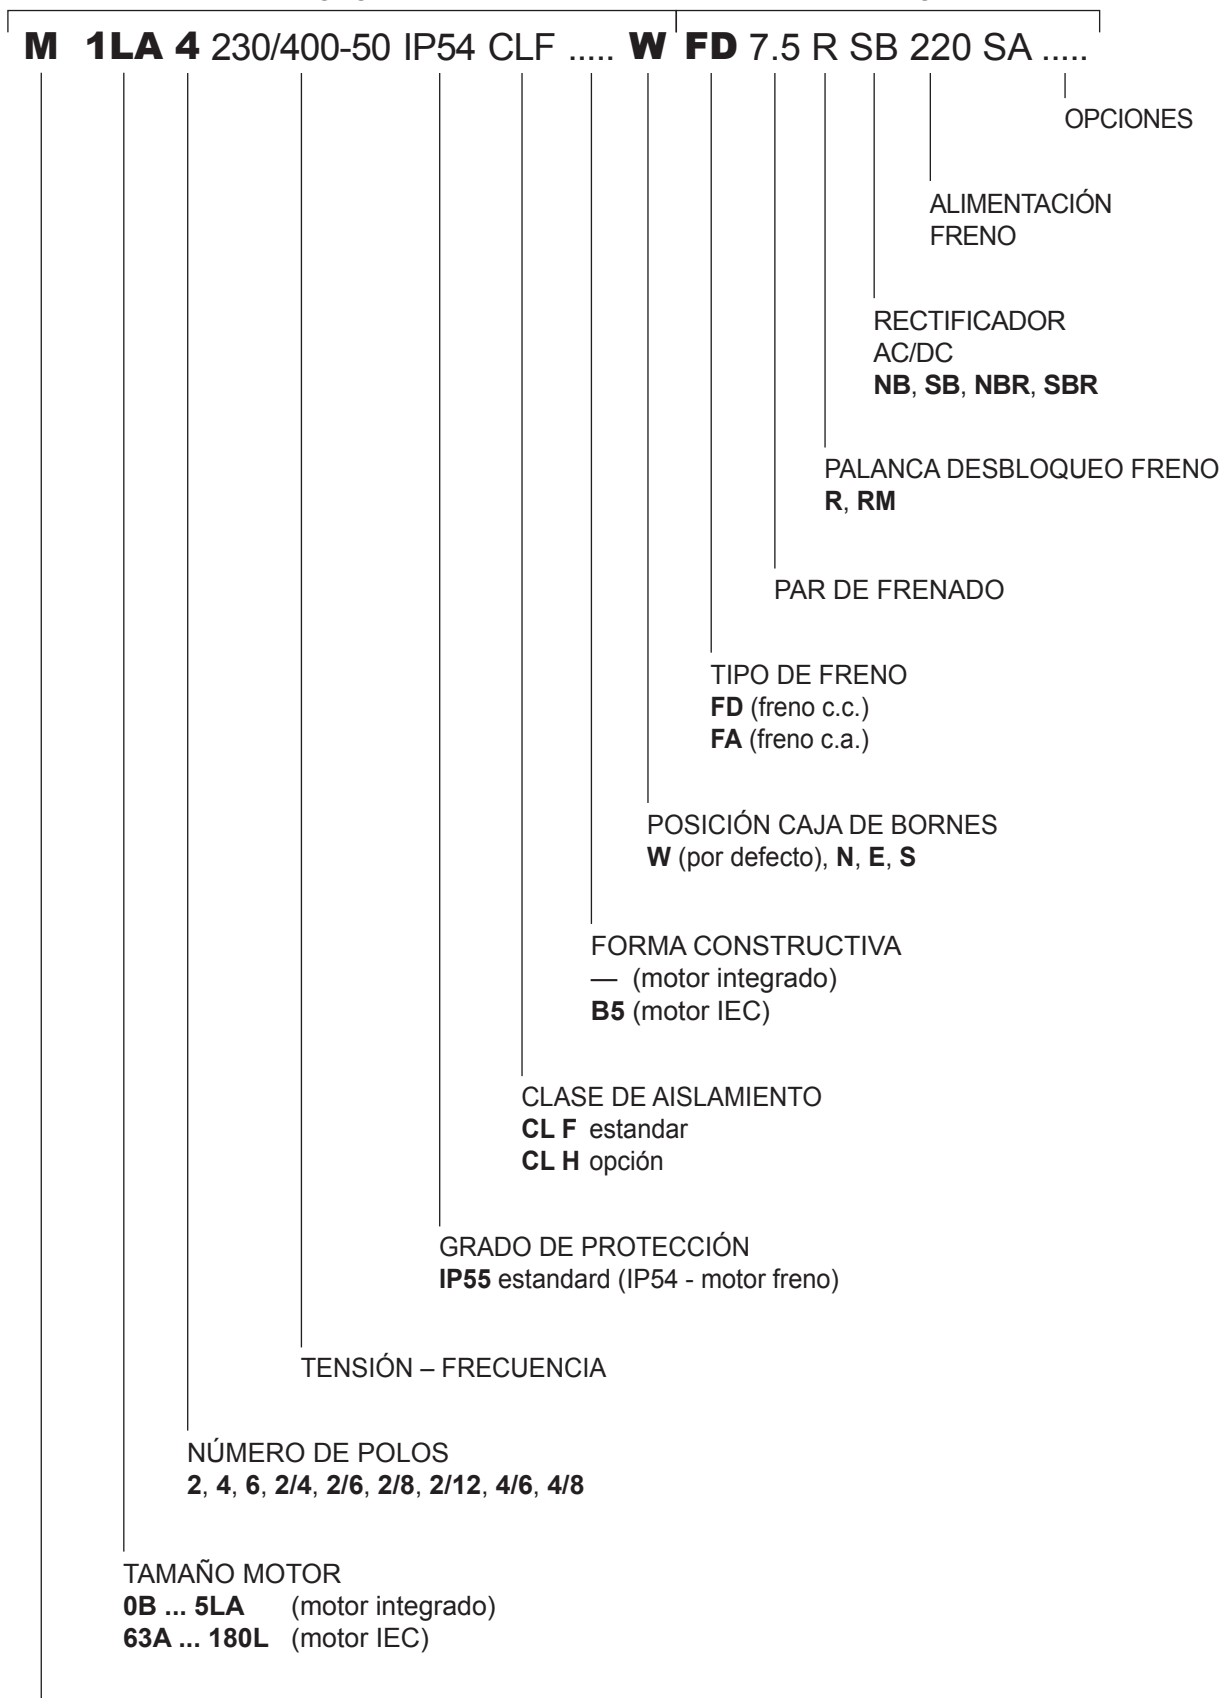 M 1LA 4 230/400-50 IP54 CLF ..... W FD 7.5 R SB 220 SA .....
OPCIONES
ALIMENTACIÓN
FRENO
RECTIFICADOR
AC/DC
NB, SB, NBR, SBR
PALANCA DESBLOQUEO FRENO
R, RM
PAR DE FRENADO
TIPO DE FRENO
FD (freno c.c.)
FA (freno c.a.)
POSICIÓN CAJA DE BORNES
W (por defecto), N, E, S
FORMA CONSTRUCTIVA
— (motor integrado)
B5 (motor IEC)
CLASE DE AISLAMIENTO
CL F estandar
CL H opción
GRADO DE PROTECCIÓN
IP55 estandard (IP54 - motor freno)
TENSIÓN – FRECUENCIA
NÚMERO DE POLOS
2, 4, 6, 2/4, 2/6, 2/8, 2/12, 4/6, 4/8
TAMAÑO MOTOR
0B ... 5LA (motor integrado)
63A ... 180L (motor IEC)